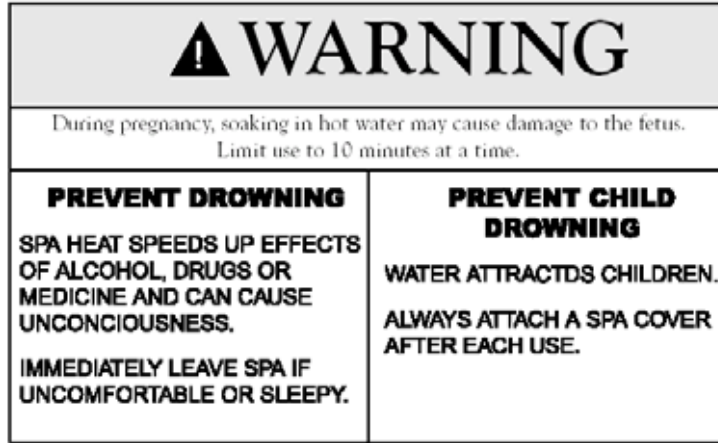 WARNING
During pregnancy, soaking in hot water may cause damage to the fetus.
Limit use to 10 minutes at a time.
PREVENT DROWNING
SPA HEAT SPEEDS UP EFFECTS
OF ALCOHOL, DRUGS OR
MEDICINE AND CAN CAUSE
UNCONCIOUSNESS.
IMMEDIATELY LEAVE SPA IF
UNCOMFORTABLE OR SLEEPY.
PREVENT CHILD
DROWNING
WATER ATTRACTDS CHILDREN.
ALWAYS ATTACH A SPA COVER
AFTER EACH USE.